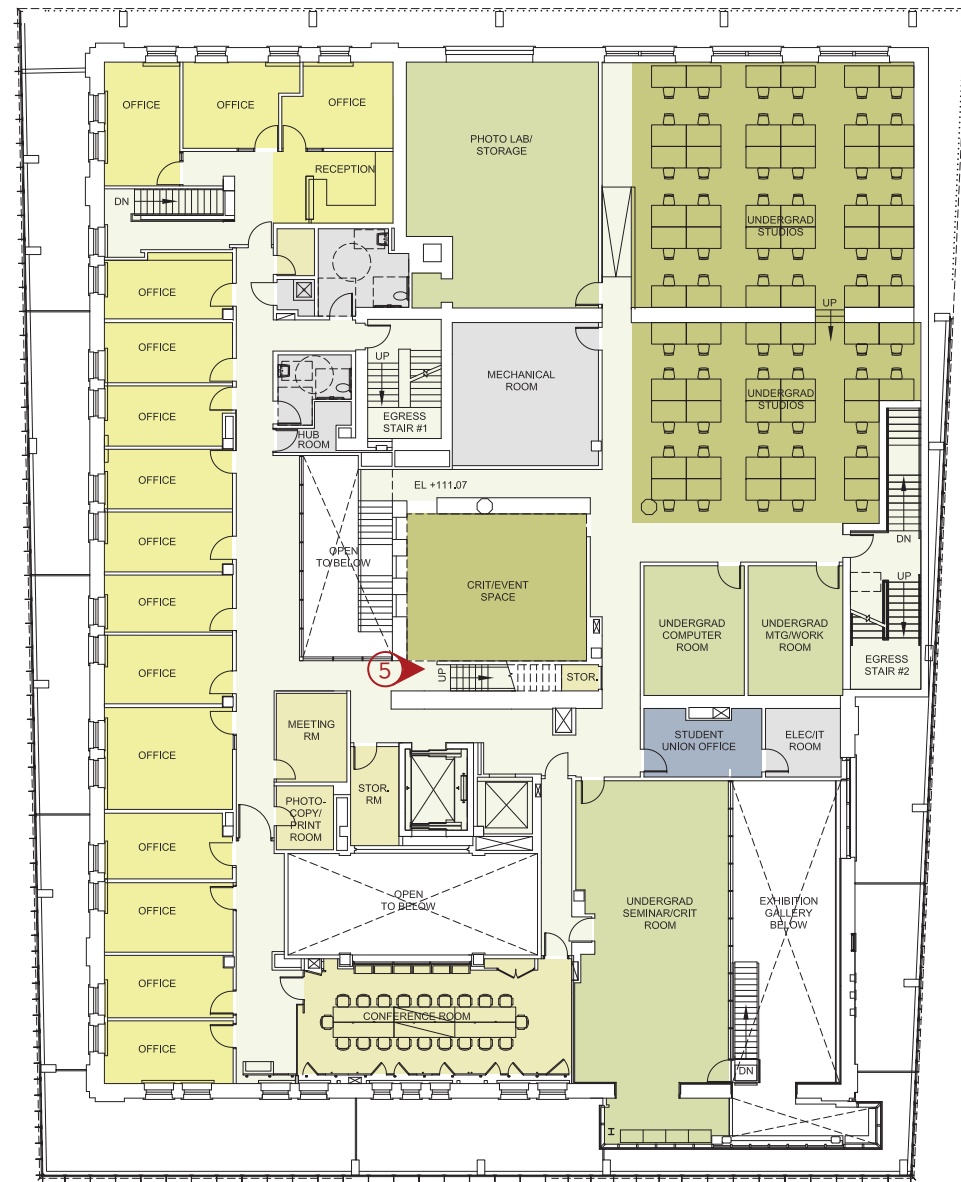 OFFICE
OFFICE
OFFICE
PHOTO LAB/
STORAGE
RECEPTION
DN
UNDERGRAD
STUDIOS
OFFICE
UP
OFFICE
UP
MECHANICAL
ROOM
UNDERGRAD
STUDIOS
OFFICE
EGRESS
STAIR #1
HUB
ROOM
OFFICE
EL +111.07
OFFICE
OPEN
TO BELOW
DN
CRIT/EVENT
SPACE
UP
OFFICE
UNDERGRAD
COMPUTER
ROOM
UNDERGRAD
MTG/WORK
ROOM
EGRESS
STAIR #2
5
UP
STOR.
OFFICE
MEETING
RM
STUDENT
UNION OFFICE
ELEC/IT
ROOM
OFFICE
STOR.
RM
PHOTO-
COPY/
PRINT
ROOM
OFFICE
OPEN
TO BELOW
UNDERGRAD
SEMINAR/CRIT
ROOM
EXHIBITION
GALLERY
BELOW
OFFICE
OFFICE
CONFERENCE ROOM
OFFICE
DN